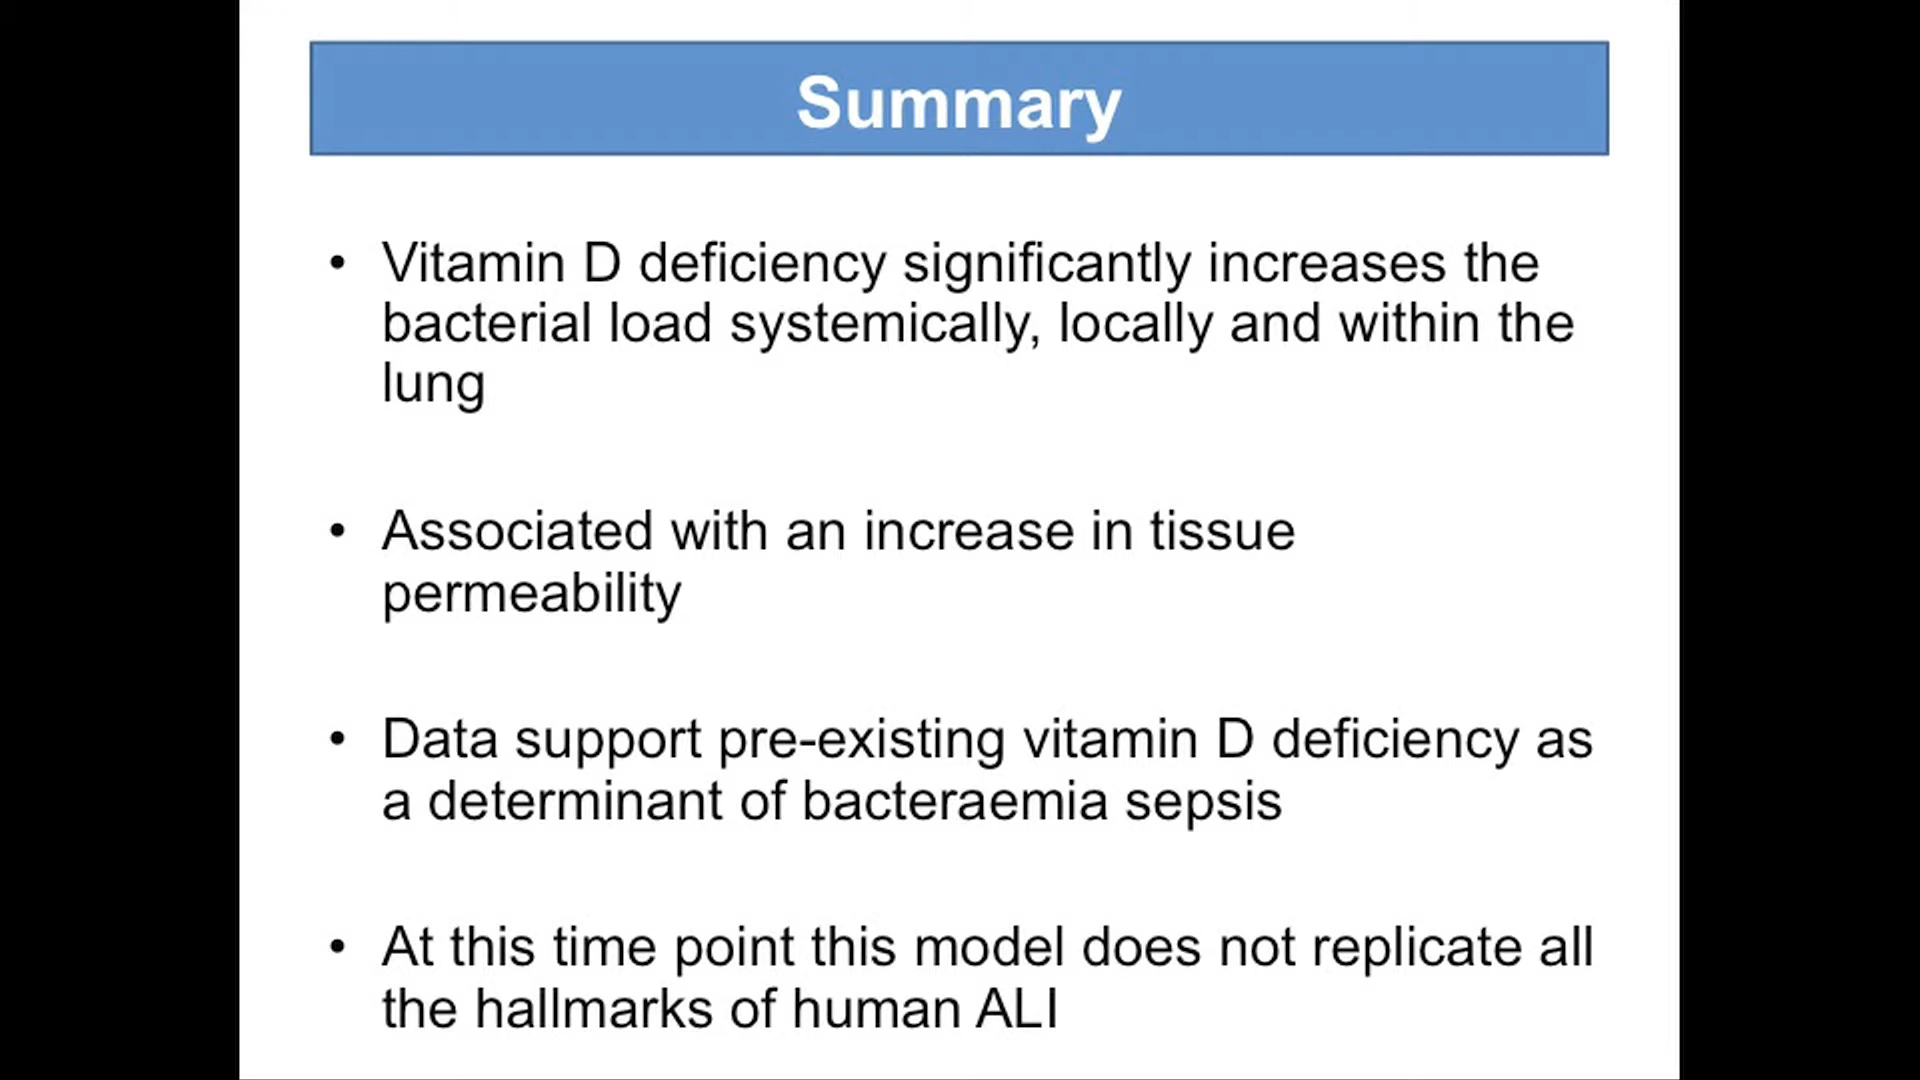 Summary
• Vitamin D deficiency significantly increases the
bacterial load systemically, locally and within the
lung
• Associated with an increase in tissue
permeability
• Data support pre-existing vitamin D deficiency as
a determinant of bacteraemia sepsis
• At this time point this model does not replicate all
the hallmarks of human ALI